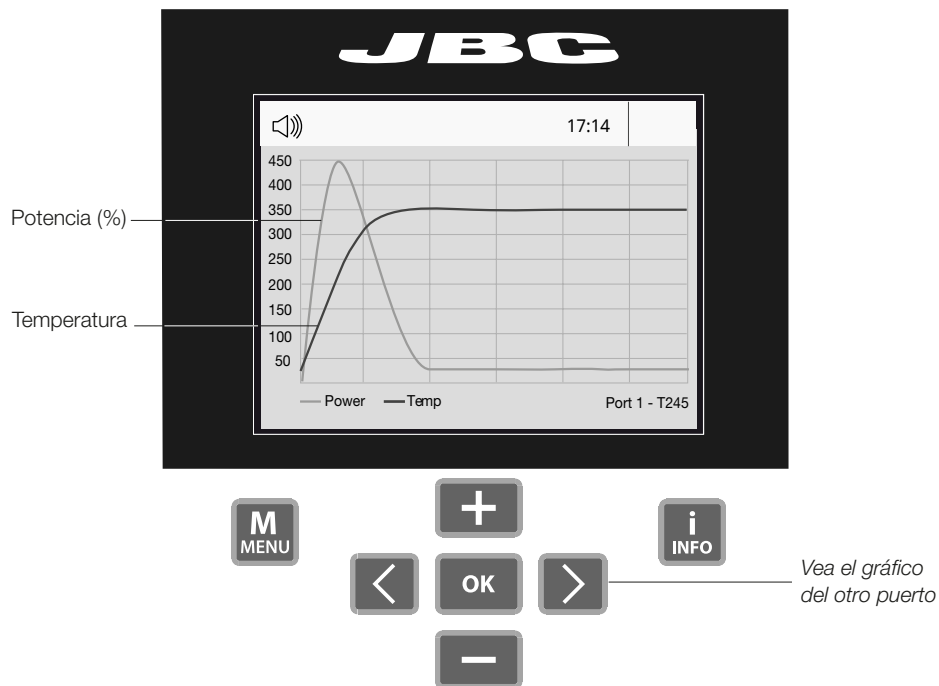 JBC
17:14
450
400
350
300
250
200
150
100
50
Potencia (%)
Temperatura
Power
Temp
Port 1 - T245
M
MENU
+
i
INFO
<
OK
>
Vea el gráfico
del otro puerto
−